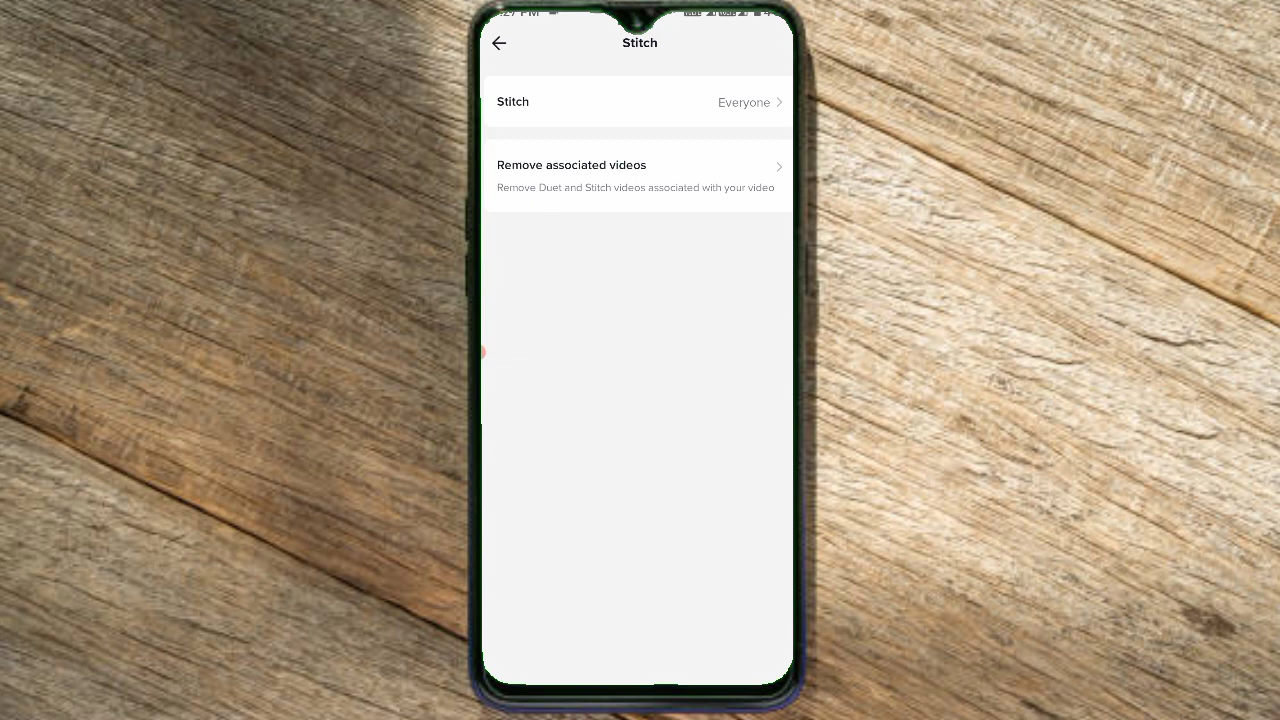 Stitch
Stitch Everyone
Remove associated videos
Remove Duet and Stitch videos associated with your video